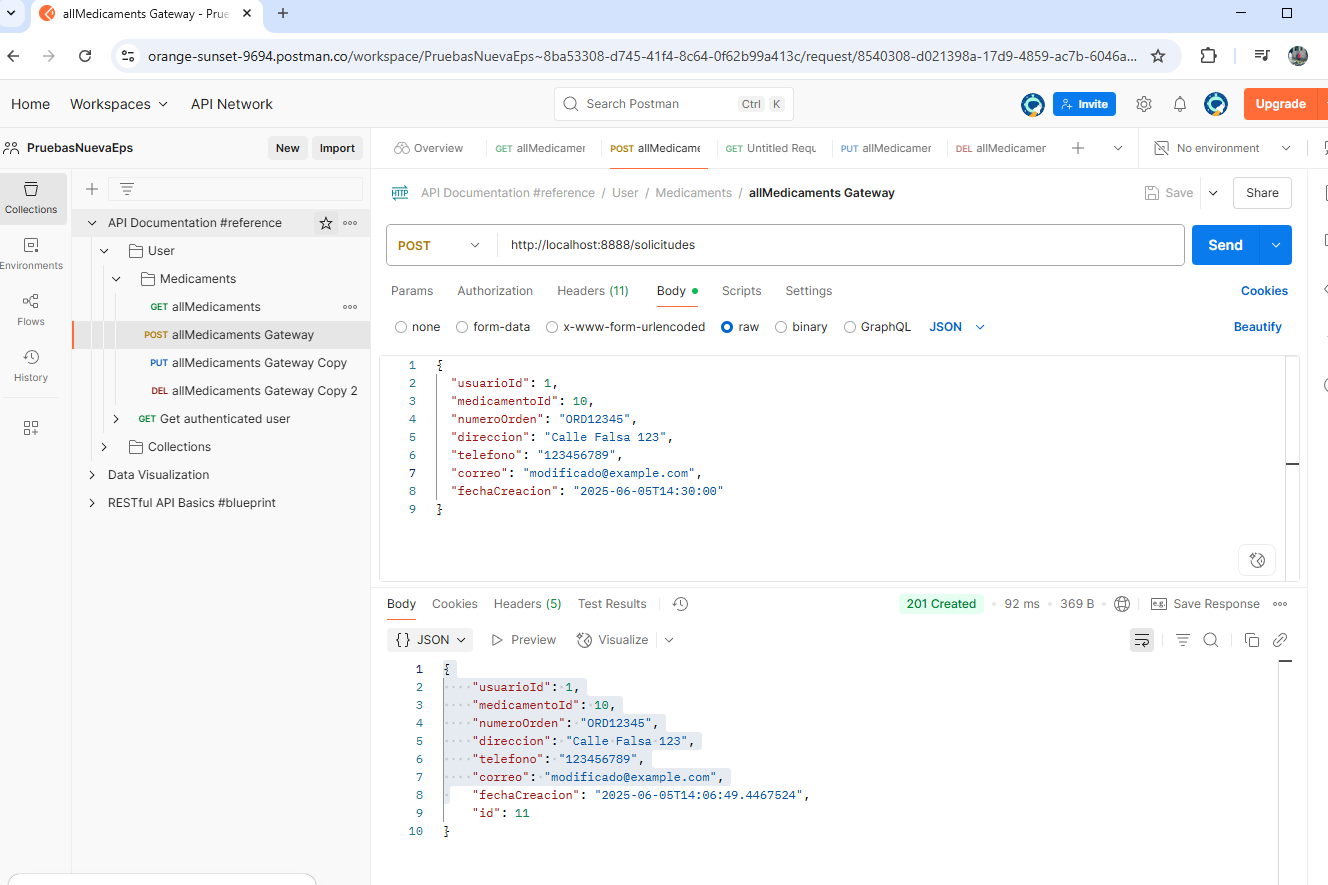 allMedicaments Gateway - Prue
orange-sunset-9694.postman.co/workspace/PruebasNuevaEps~8ba53308-d745-41f4-8c64-0f62b99a413c/request/8540308-d021398a-17d9-4859-ac7b-6046a...
Home Workspaces API Network Search Postman Ctrl K Invite Upgrade
PruebasNuevaEps New Import
Overview GET allMedicamer POST allMedicame GET Untitled Requ PUT allMedicamer DEL allMedicamer No environment
Collections
Environments
Flows
History
API Documentation #reference
User
Medicaments
GET allMedicaments
POST allMedicaments Gateway
PUT allMedicaments Gateway Copy
DEL allMedicaments Gateway Copy 2
GET Get authenticated user
Collections
Data Visualization
RESTful API Basics #blueprint
HTTP API Documentation #reference / User / Medicaments / allMedicaments Gateway Save Share
POST http://localhost:8888/solicitudes Send
Params Authorization Headers (11) Body Scripts Settings Cookies
none form-data x-www-form-urlencoded raw binary GraphQL JSON Beautify
1 {
2 "usuarioId": 1,
3 "medicamentoId": 10,
4 "numeroOrden": "ORD12345",
5 "direccion": "Calle Falsa 123",
6 "telefono": "123456789",
7 "correo": "modificado@example.com",
8 "fechaCreacion": "2025-06-05T14:30:00"
9 }
Body Cookies Headers (5) Test Results 201 Created 92 ms 369 B e.g. Save Response
{} JSON Preview Visualize
1 {
2 "usuarioId": 1,
3 "medicamentoId": 10,
4 "numeroOrden": "ORD12345",
5 "direccion": "Calle Falsa 123",
6 "telefono": "123456789",
7 "correo": "modificado@example.com",
8 "fechaCreacion": "2025-06-05T14:06:49.4467524",
9 "id": 11
10 }